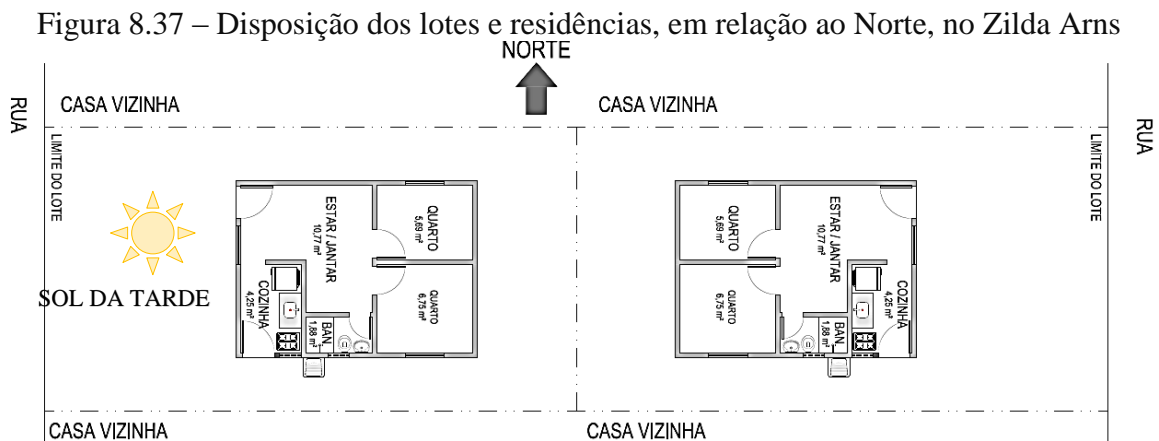 Figura 8.37 – Disposição dos lotes e residências, em relação ao Norte, no Zilda Arns
NORTE
CASA VIZINHA
CASA VIZINHA
RUA
RUA
LIMITE DO LOTE
LIMITE DO LOTE
SOL DA TARDE
ESTAR / JANTAR
10,77 m²
QUARTO
5,69 m²
COZINHA
4,25 m²
BAN.
1,88 m²
QUARTO
6,75 m²
QUARTO
5,69 m²
ESTAR / JANTAR
10,77 m²
QUARTO
6,75 m²
BAN.
1,88 m²
COZINHA
4,25 m²
CASA VIZINHA
CASA VIZINHA